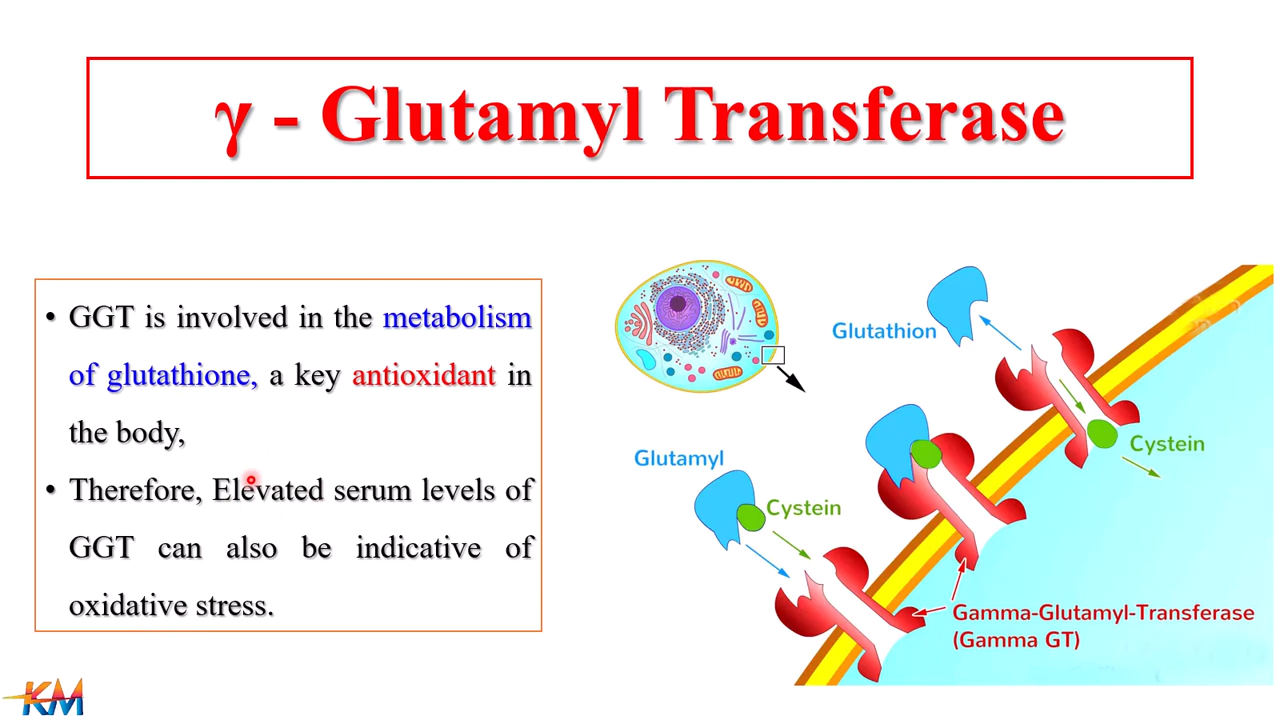 γ - Glutamyl Transferase
• GGT is involved in the metabolism
of glutathione, a key antioxidant in
the body,
• Therefore, Elevated serum levels of
GGT can also be indicative of
oxidative stress.
Glutathion
Cystein
Glutamyl
Cystein
Gamma-Glutamyl-Transferase
(Gamma GT)
KM